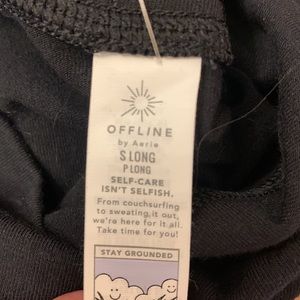 OFFLINE
by Aerie
S LONG
P LONG
SELF-CARE
ISN'T SELFISH.
From couchsurfing
to sweating it out,
we're here for it all.
Take time for you!
STAY GROUNDED